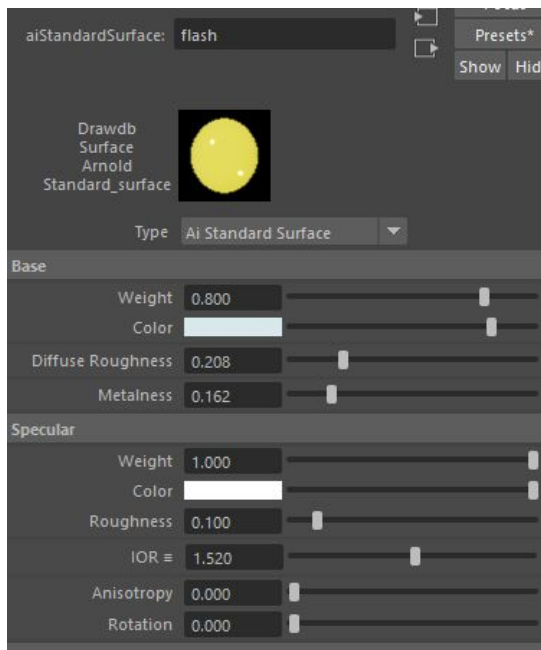 aiStandardSurface: flash
Presets*
Show Hid
Drawdb
Surface
Arnold
Standard_surface
Type Ai Standard Surface
Base
Weight 0.800
Color
Diffuse Roughness 0.208
Metalness 0.162
Specular
Weight 1.000
Color
Roughness 0.100
IOR ≡ 1.520
Anisotropy 0.000
Rotation 0.000